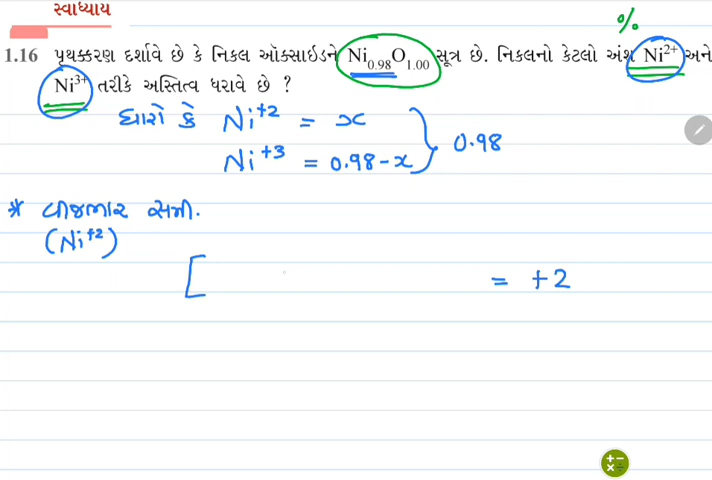 સ્વાધ્યાય
%
1.16 પૃથક્કરણ દર્શાવે છે કે નિકલ ઑક્સાઇડને Ni0.98O1.00 સૂત્ર છે. નિકલનો કેટલો અંશ Ni2+ અને
Ni3+ તરીકે અસ્તિત્વ ધરાવે છે ?
ધારો કે Ni+2 = x
Ni+3 = 0.98-x } 0.98
* વીજભાર સમી.
(Ni+2)
[ = +2